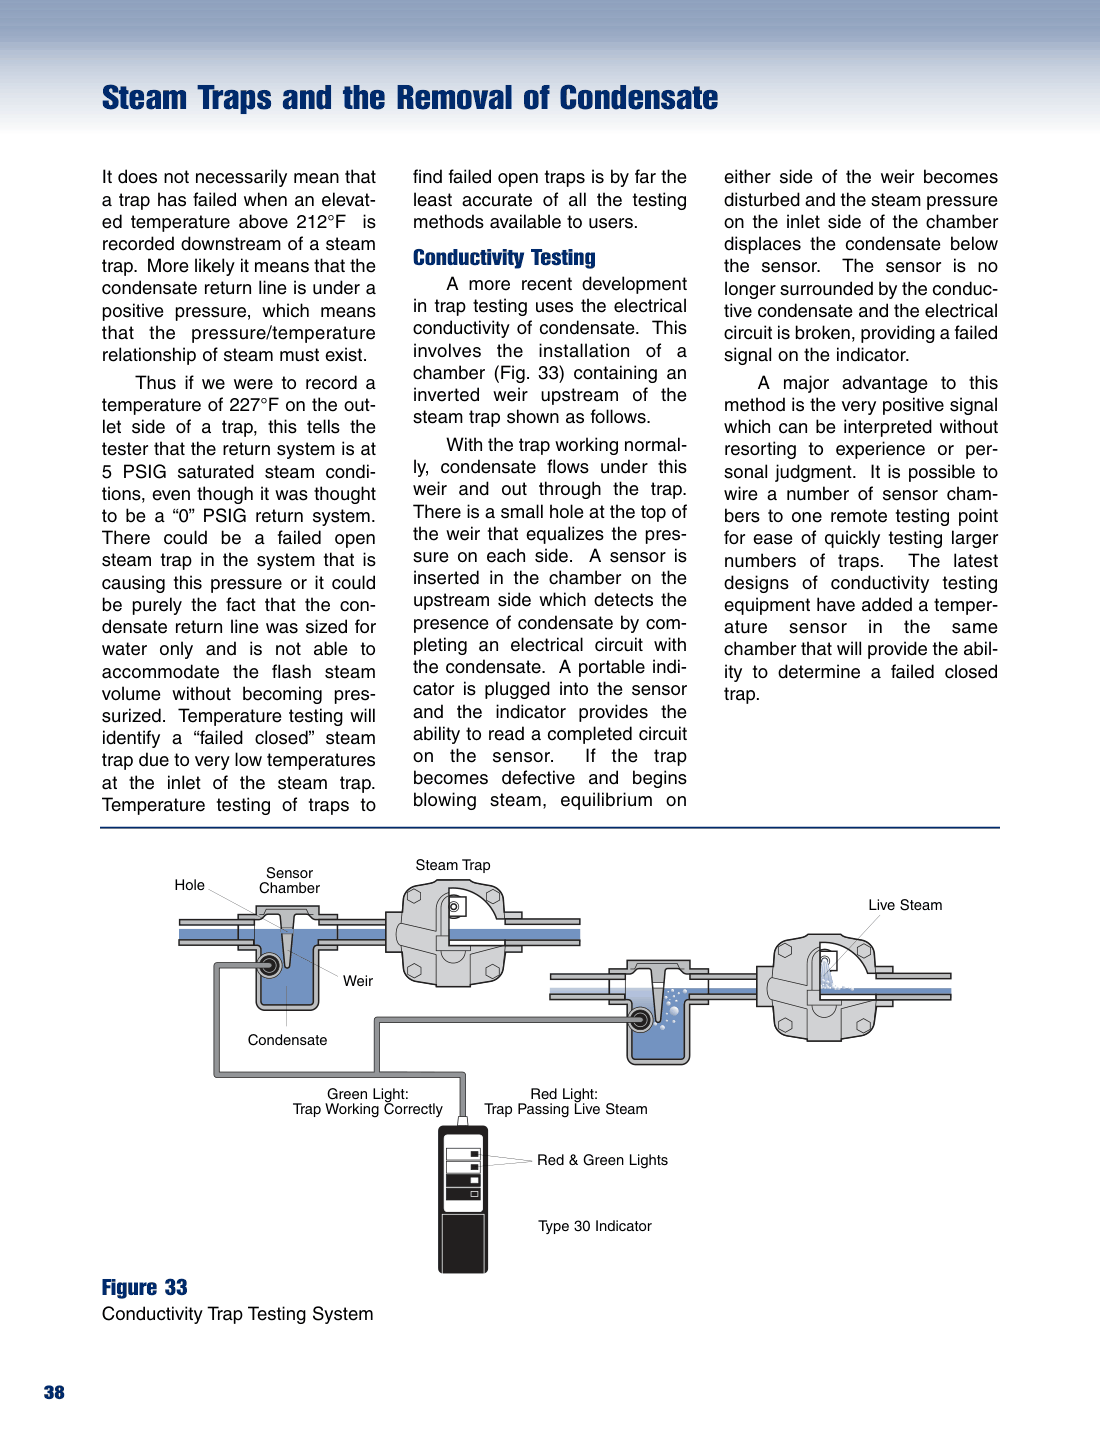 Steam Traps and the Removal of Condensate
It does not necessarily mean that
a trap has failed when an elevat-
ed temperature above 212°F is
recorded downstream of a steam
trap. More likely it means that the
condensate return line is under a
positive pressure, which means
that the pressure/temperature
relationship of steam must exist.
Thus if we were to record a
temperature of 227°F on the out-
let side of a trap, this tells the
tester that the return system is at
5 PSIG saturated steam condi-
tions, even though it was thought
to be a “0” PSIG return system.
There could be a failed open
steam trap in the system that is
causing this pressure or it could
be purely the fact that the con-
densate return line was sized for
water only and is not able to
accommodate the flash steam
volume without becoming pres-
surized. Temperature testing will
identify a “failed closed” steam
trap due to very low temperatures
at the inlet of the steam trap.
Temperature testing of traps to
find failed open traps is by far the
least accurate of all the testing
methods available to users.
Conductivity Testing
A more recent development
in trap testing uses the electrical
conductivity of condensate. This
involves the installation of a
chamber (Fig. 33) containing an
inverted weir upstream of the
steam trap shown as follows.
With the trap working normal-
ly, condensate flows under this
weir and out through the trap.
There is a small hole at the top of
the weir that equalizes the pres-
sure on each side. A sensor is
inserted in the chamber on the
upstream side which detects the
presence of condensate by com-
pleting an electrical circuit with
the condensate. A portable indi-
cator is plugged into the sensor
and the indicator provides the
ability to read a completed circuit
on the sensor. If the trap
becomes defective and begins
blowing steam, equilibrium on
either side of the weir becomes
disturbed and the steam pressure
on the inlet side of the chamber
displaces the condensate below
the sensor. The sensor is no
longer surrounded by the conduc-
tive condensate and the electrical
circuit is broken, providing a failed
signal on the indicator.
A major advantage to this
method is the very positive signal
which can be interpreted without
resorting to experience or per-
sonal judgment. It is possible to
wire a number of sensor cham-
bers to one remote testing point
for ease of quickly testing larger
numbers of traps. The latest
designs of conductivity testing
equipment have added a temper-
ature sensor in the same
chamber that will provide the abil-
ity to determine a failed closed
trap.
Hole
Sensor
Chamber
Steam Trap
Live Steam
Weir
Condensate
Green Light:
Trap Working Correctly
Red Light:
Trap Passing Live Steam
Red & Green Lights
Type 30 Indicator
Figure 33
Conductivity Trap Testing System
38